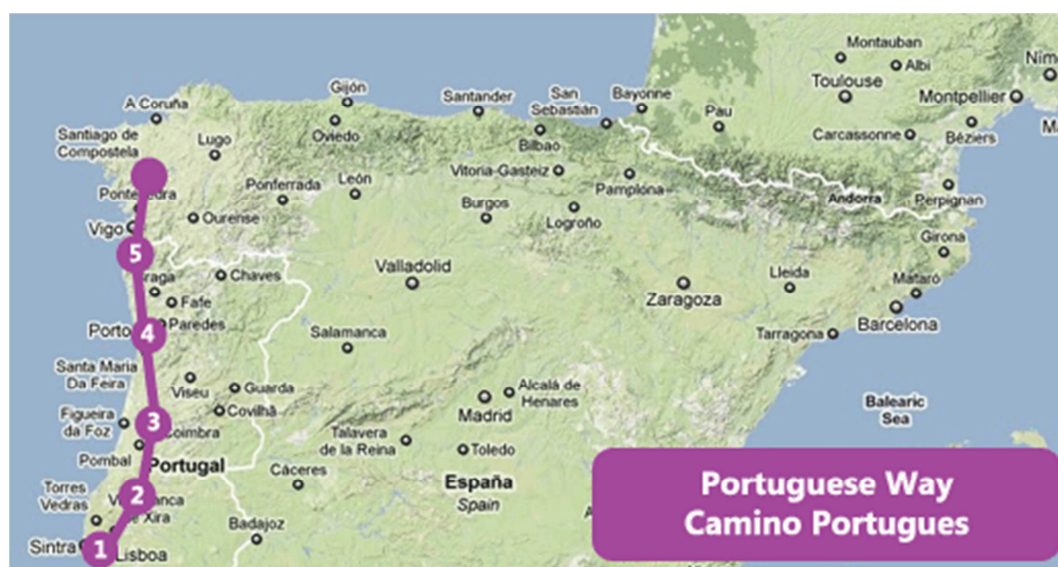 Montauban
Albi
Toulouse
Nîm
Montpellier
Béziers
Carcassonne
Perpignan
Gijón
A Coruña
Santander
San
Sebastián
Bayonne
Pau
Oviedo
Bilbao
Santiago de
Compostela
Lugo
Vitoria-Gasteiz
Pamplona
Andorra
Ponferrada
León
Burgos
Logroño
Girona
Vigo
Ourense
5
Chaves
Valladolid
Zaragoza
Lleida
Mataró
Barcelona
Fafe
Porto
4
Paredes
Salamanca
Tarragona
Santa Maria
Da Feira
Viseu
Guarda
Covilhã
Alcalá de
Henares
Madrid
Balearic
Sea
Figueira
da Foz
3
Coimbra
Talavera
de la Reina
Toledo
Pombal
Portugal
Cáceres
España
Spain
Torres
Vedras
2
Xira
Badajoz
Sintra
1
Lisboa
Portuguese Way
Camino Portugues